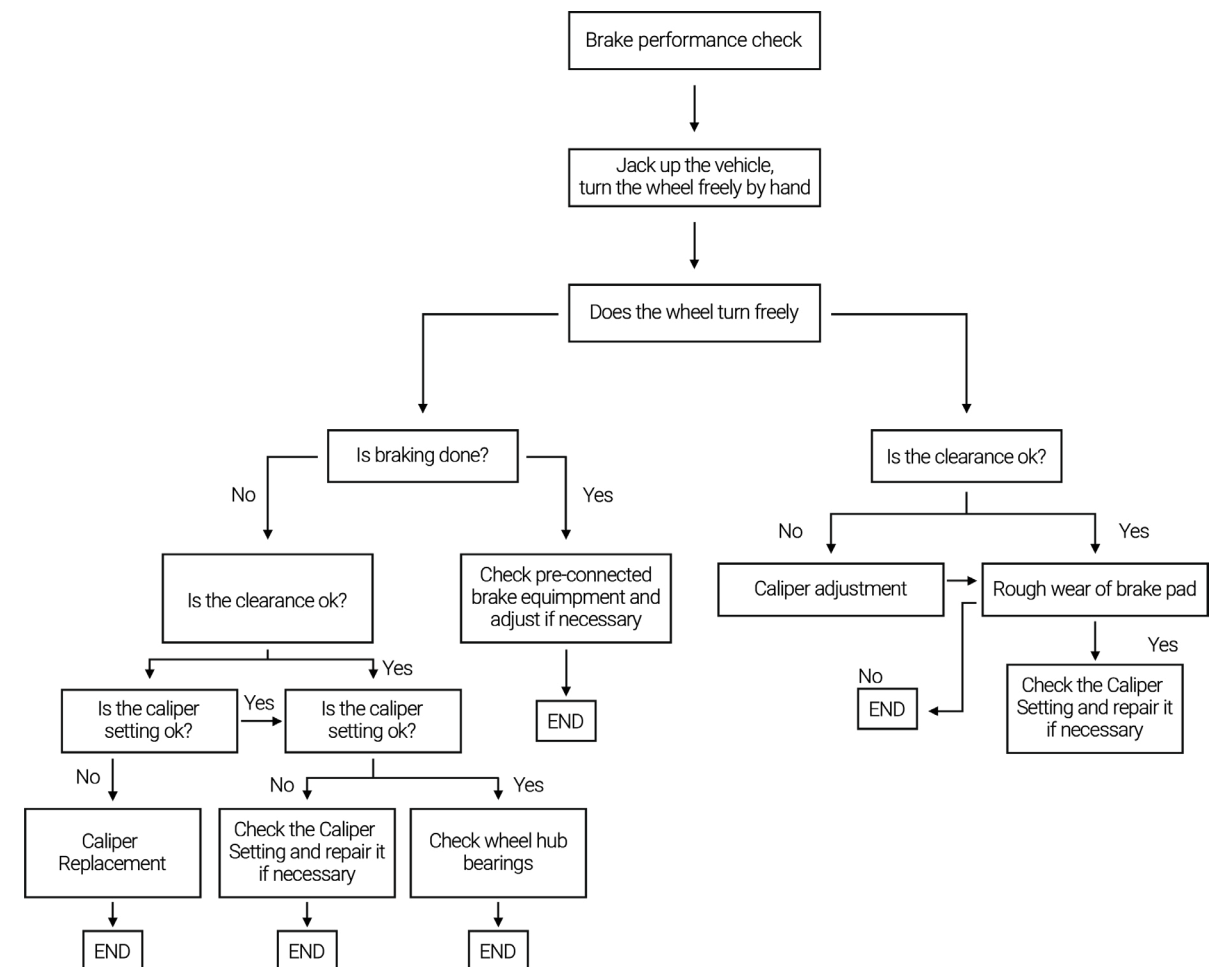 Brake performance check
Jack up the vehicle,
turn the wheel freely by hand
Does the wheel turn freely
Is braking done?
Is the clearance ok?
No
Yes
No
Yes
Is the clearance ok?
Check pre-connected
brake equimpment and
adjust if necessary
Caliper adjustment
Rough wear of brake pad
Yes
Yes
No
END
Check the Caliper
Setting and repair it
if necessary
Is the caliper
setting ok?
Yes
Is the caliper
setting ok?
END
No
No
Yes
Caliper
Replacement
Check the Caliper
Setting and repair it
if necessary
Check wheel hub
bearings
END
END
END